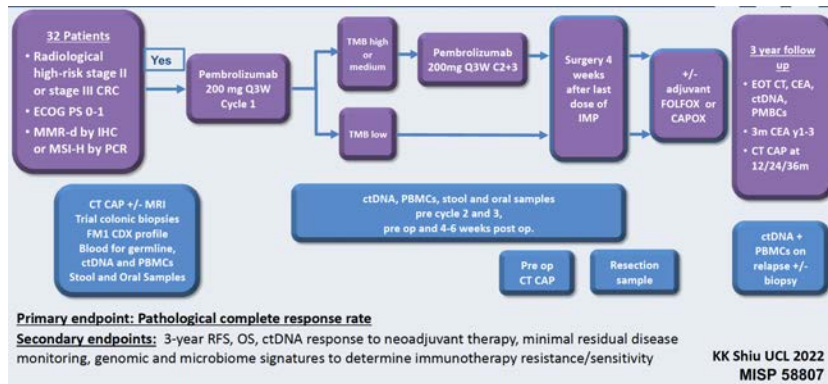 32 Patients
• Radiological
high-risk stage II
or stage III CRC
• ECOG PS 0-1
• MMR-d by IHC
or MSI-H by PCR
Yes
Pembrolizumab
200 mg Q3W
Cycle 1
TMB high
or
medium
TMB low
Pembrolizumab
200mg Q3W C2+3
Surgery 4
weeks
after last
dose of
IMP
+/-
adjuvant
FOLFOX or
CAPOX
3 year follow
up
• EOT CT, CEA,
ctDNA,
PMBCs
• 3m CEA y1-3
• CT CAP at
12/24/36m
CT CAP +/- MRI
Trial colonic biopsies
FM1 CDX profile
Blood for germline,
ctDNA and PBMCs
Stool and Oral Samples
ctDNA, PBMCs, stool and oral samples
pre cycle 2 and 3,
pre op and 4-6 weeks post op.
Pre op
CT CAP
Resection
sample
ctDNA +
PBMCs on
relapse +/-
biopsy
Primary endpoint: Pathological complete response rate
Secondary endpoints: 3-year RFS, OS, ctDNA response to neoadjuvant therapy, minimal residual disease
monitoring, genomic and microbiome signatures to determine immunotherapy resistance/sensitivity
KK Shiu UCL 2022
MISP 58807